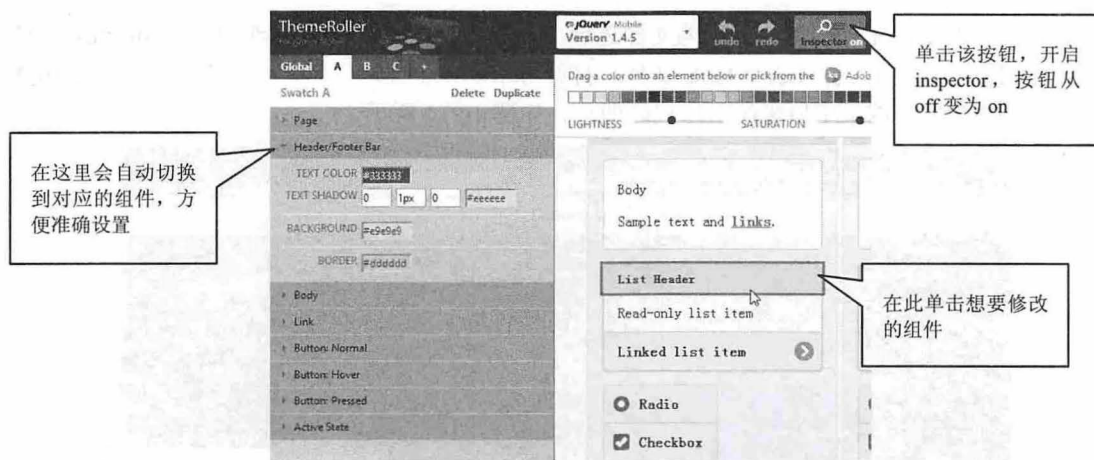 ThemeRoller
jQuery Mobile
Version 1.4.5
undo redo Inspector on
单击该按钮，开启
inspector，按钮从
off 变为 on
Global A B C +
Swatch A Delete Duplicate
Drag a color onto an element below or pick from the Adob
LIGHTNESS SATURATION
Page
Header/Footer Bar
TEXT COLOR #333333
TEXT SHADOW 0 1px 0 #eeeeee
BACKGROUND #e9e9e9
BORDER #dddddd
Body
Link
Button: Normal
Button: Hover
Button: Pressed
Active State
在这里会自动切换
到对应的组件，方
便准确设置
Body
Sample text and links.
List Header
Read-only list item
Linked list item
Radio
Checkbox
在此单击想要修改
的组件